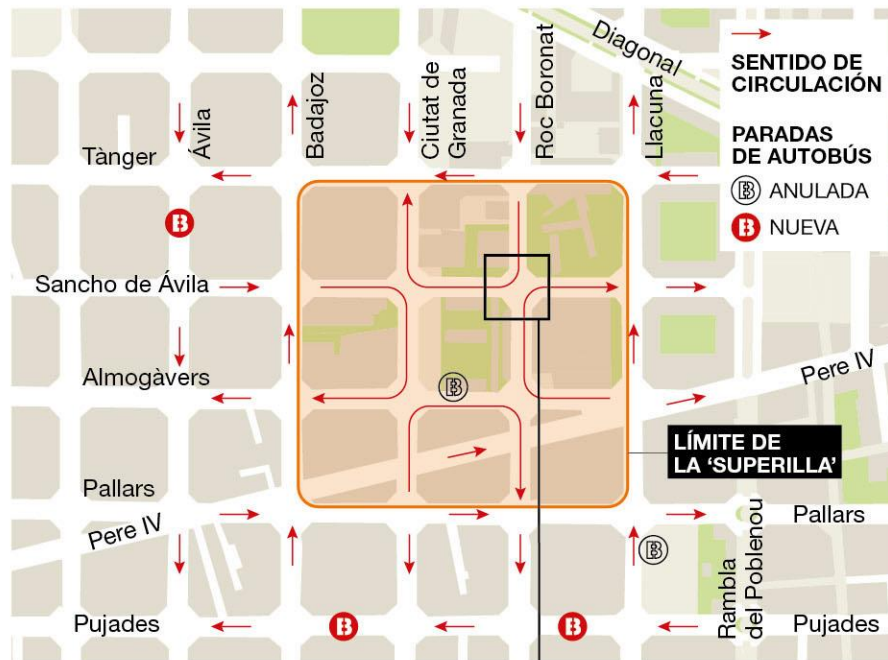 Diagonal
SENTIDO DE
CIRCULACIÓN
PARADAS
DE AUTOBÚS
B ANULADA
B NUEVA
Tànger
Ávila
Badajoz
Ciutat de
Granada
Roc Boronat
Llacuna
B
Sancho de Ávila
Almogàvers
B
Pere IV
LÍMITE DE
LA ‘SUPERILLA’
Pallars
Pere IV
Pallars
B
Rambla
del Poblenou
Pujades
B
B
Pujades